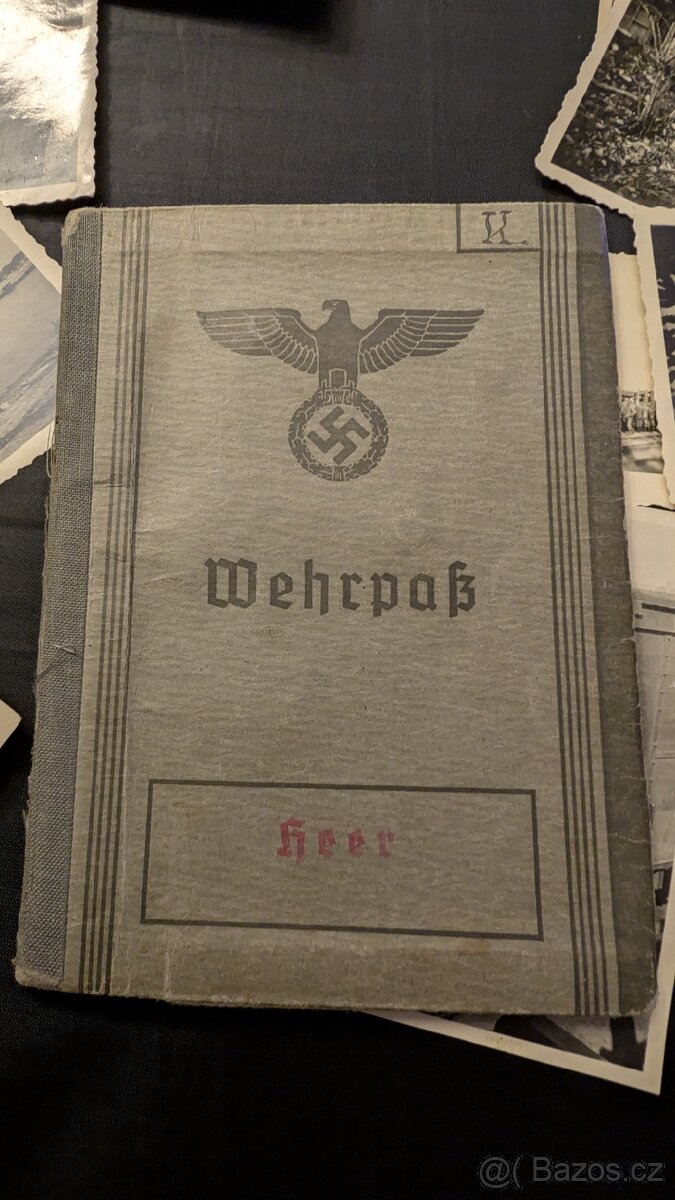 K.
Wehrpaß
Heer
@( Bazos.cz